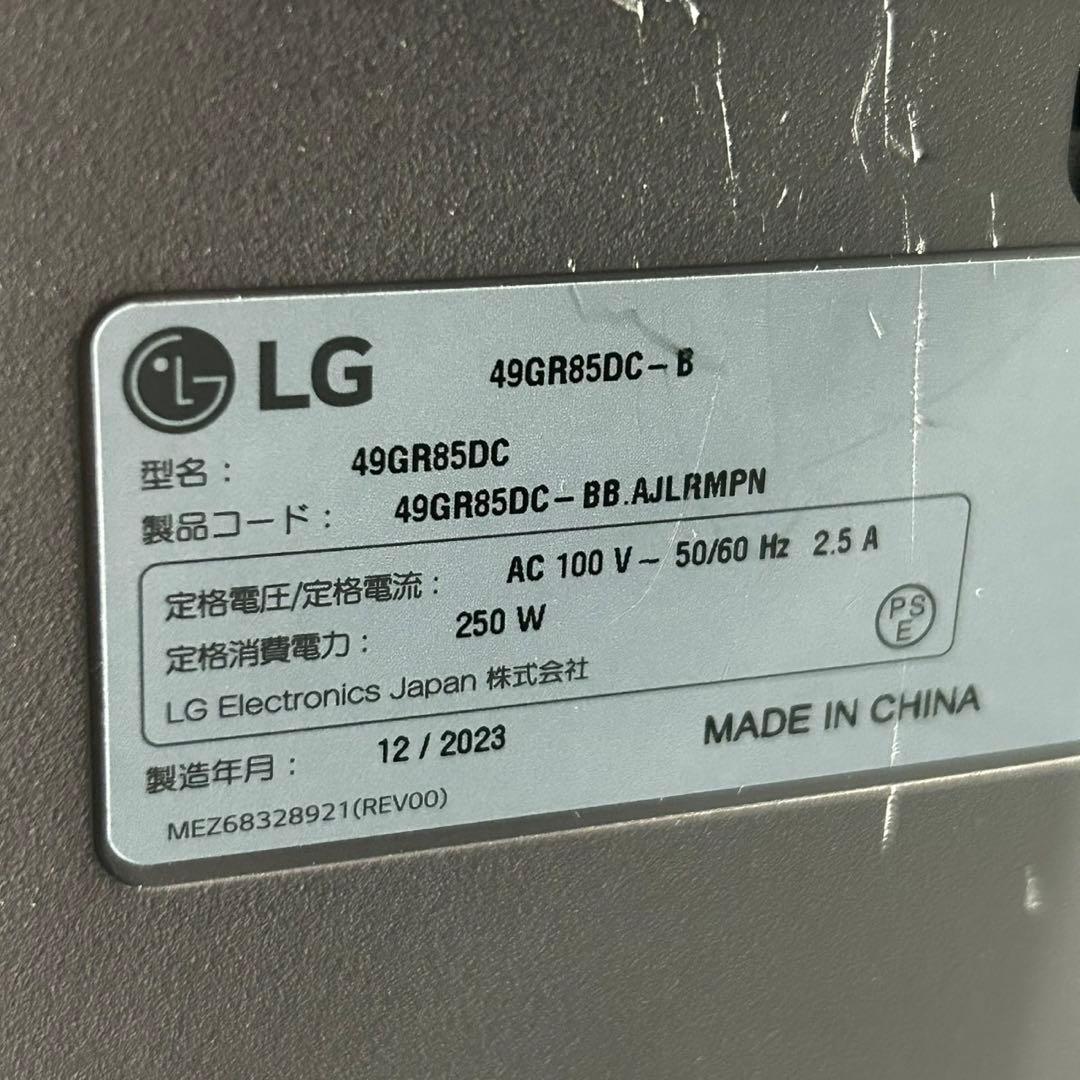 LG 49GR85DC-B
型名： 49GR85DC
製品コード： 49GR85DC-BB.AJLRMPN
定格電圧/定格電流： AC 100 V~ 50/60 Hz 2.5 A
定格消費電力： 250 W
PS
E
LG Electronics Japan 株式会社
製造年月： 12 / 2023
MADE IN CHINA
MEZ68328921(REV00)